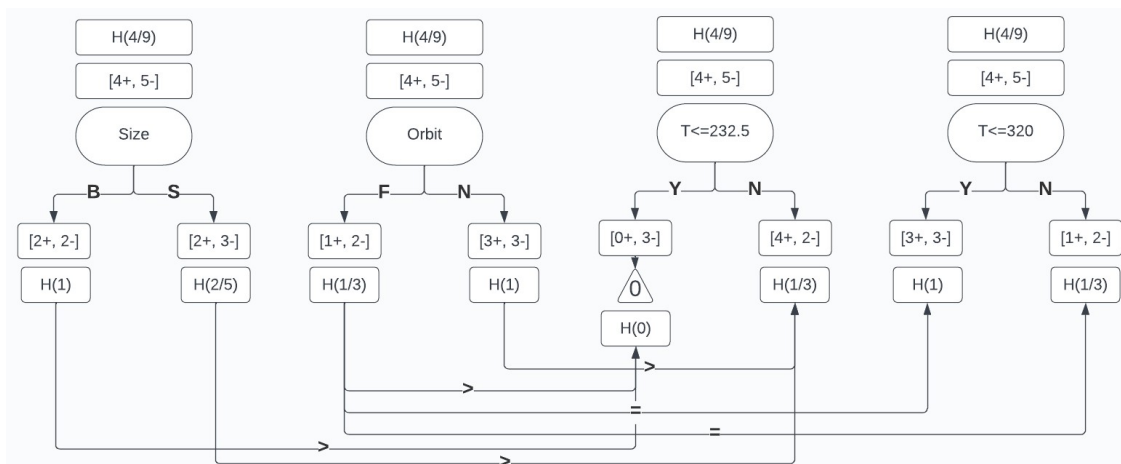 H(4/9)
[4+, 5-]
Size
B
S
[2+, 2-]
[2+, 3-]
H(1)
H(2/5)
H(4/9)
[4+, 5-]
Orbit
F
N
[1+, 2-]
[3+, 3-]
H(1/3)
H(1)
H(4/9)
[4+, 5-]
T<=232.5
Y
N
[0+, 3-]
[4+, 2-]
0
H(1/3)
H(0)
H(4/9)
[4+, 5-]
T<=320
Y
N
[3+, 3-]
[1+, 2-]
H(1)
H(1/3)
>
>
=
=
>
>